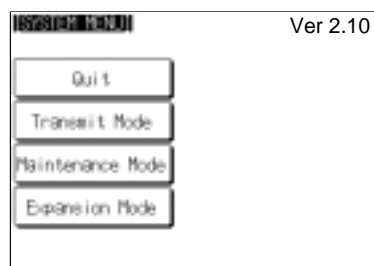 [SYSTEM MENU]
Ver 2.10
Quit
Transmit Mode
Maintenance Mode
Expansion Mode